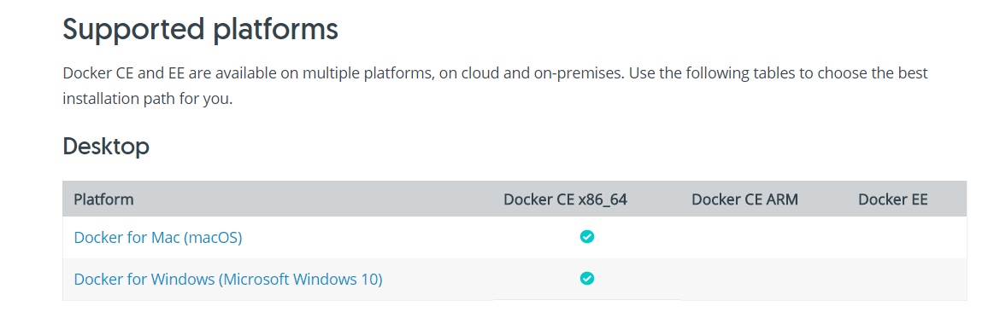 Supported platforms
Docker CE and EE are available on multiple platforms, on cloud and on-premises. Use the following tables to choose the best
installation path for you.
Desktop
Platform Docker CE x86_64 Docker CE ARM Docker EE
Docker for Mac (macOS)
Docker for Windows (Microsoft Windows 10)